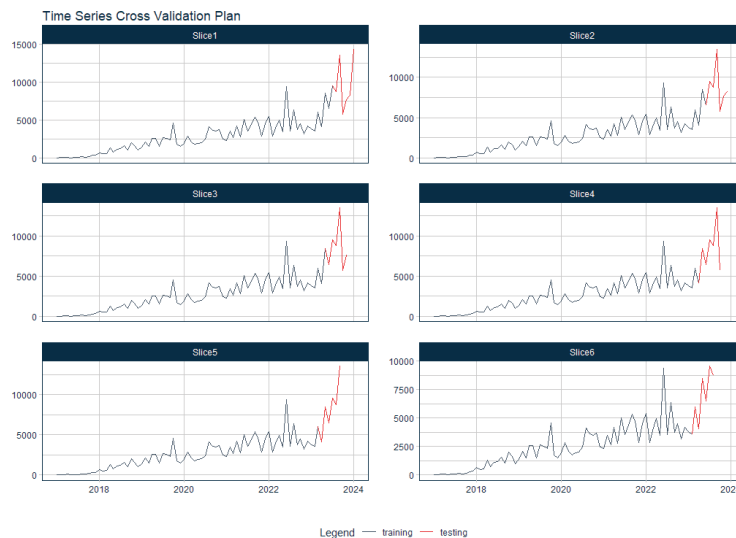 Time Series Cross Validation Plan
Slice1
Slice2
15000
10000
5000
0
10000
5000
0
Slice3
Slice4
10000
5000
0
10000
5000
0
Slice5
Slice6
10000
5000
0
10000
7500
5000
2500
0
2018 2020 2022 2024
2018 2020 2022
Legend training testing